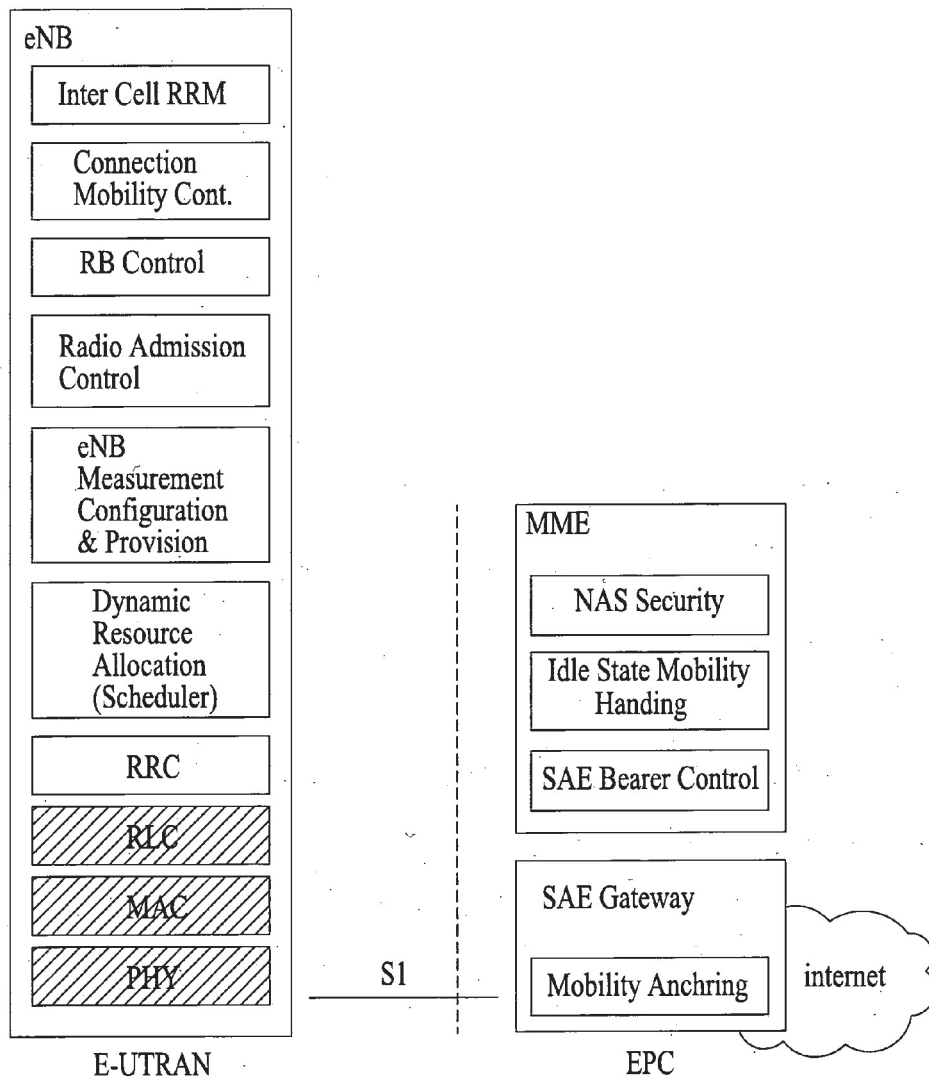 eNB
Inter Cell RRM
Connection
Mobility Cont.
RB Control
Radio Admission
Control
eNB
Measurement
Configuration
& Provision
Dynamic
Resource
Allocation
(Scheduler)
RRC
RLC
MAC
PHY
E-UTRAN
S1
MME
NAS Security
Idle State Mobility
Handing
SAE Bearer Control
SAE Gateway
Mobility Anchring
internet
EPC